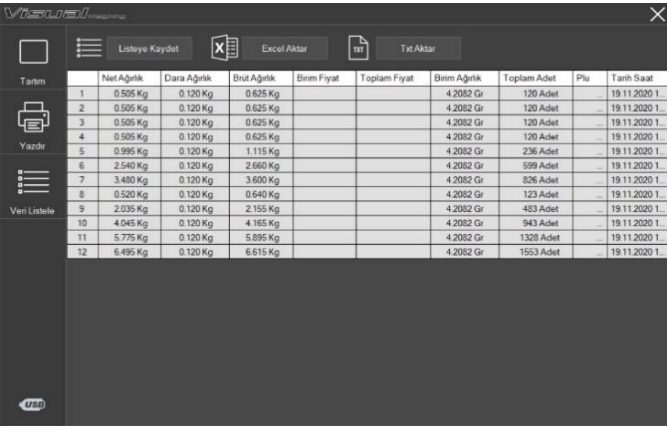 Visual
Listeye Kaydet Excel Aktar TXT Txt Aktar
Tartım
Yazdır
Veri Listele
USB
Net Ağırlık Dara Ağırlık Brüt Ağırlık Birim Fiyat Toplam Fiyat Birim Ağırlık Toplam Adet Plu Tarih Saat
1 0.505 Kg 0.120 Kg 0.625 Kg 4.2082 Gr 120 Adet ... 19.11.2020 1...
2 0.505 Kg 0.120 Kg 0.625 Kg 4.2082 Gr 120 Adet ... 19.11.2020 1...
3 0.505 Kg 0.120 Kg 0.625 Kg 4.2082 Gr 120 Adet ... 19.11.2020 1...
4 0.505 Kg 0.120 Kg 0.625 Kg 4.2082 Gr 120 Adet ... 19.11.2020 1...
5 0.995 Kg 0.120 Kg 1.115 Kg 4.2082 Gr 236 Adet ... 19.11.2020 1...
6 2.540 Kg 0.120 Kg 2.660 Kg 4.2082 Gr 599 Adet ... 19.11.2020 1...
7 3.480 Kg 0.120 Kg 3.600 Kg 4.2082 Gr 826 Adet ... 19.11.2020 1...
8 0.520 Kg 0.120 Kg 0.640 Kg 4.2082 Gr 123 Adet ... 19.11.2020 1...
9 2.035 Kg 0.120 Kg 2.155 Kg 4.2082 Gr 483 Adet ... 19.11.2020 1...
10 4.045 Kg 0.120 Kg 4.165 Kg 4.2082 Gr 943 Adet ... 19.11.2020 1...
11 5.775 Kg 0.120 Kg 5.895 Kg 4.2082 Gr 1328 Adet ... 19.11.2020 1...
12 6.495 Kg 0.120 Kg 6.615 Kg 4.2082 Gr 1553 Adet ... 19.11.2020 1...